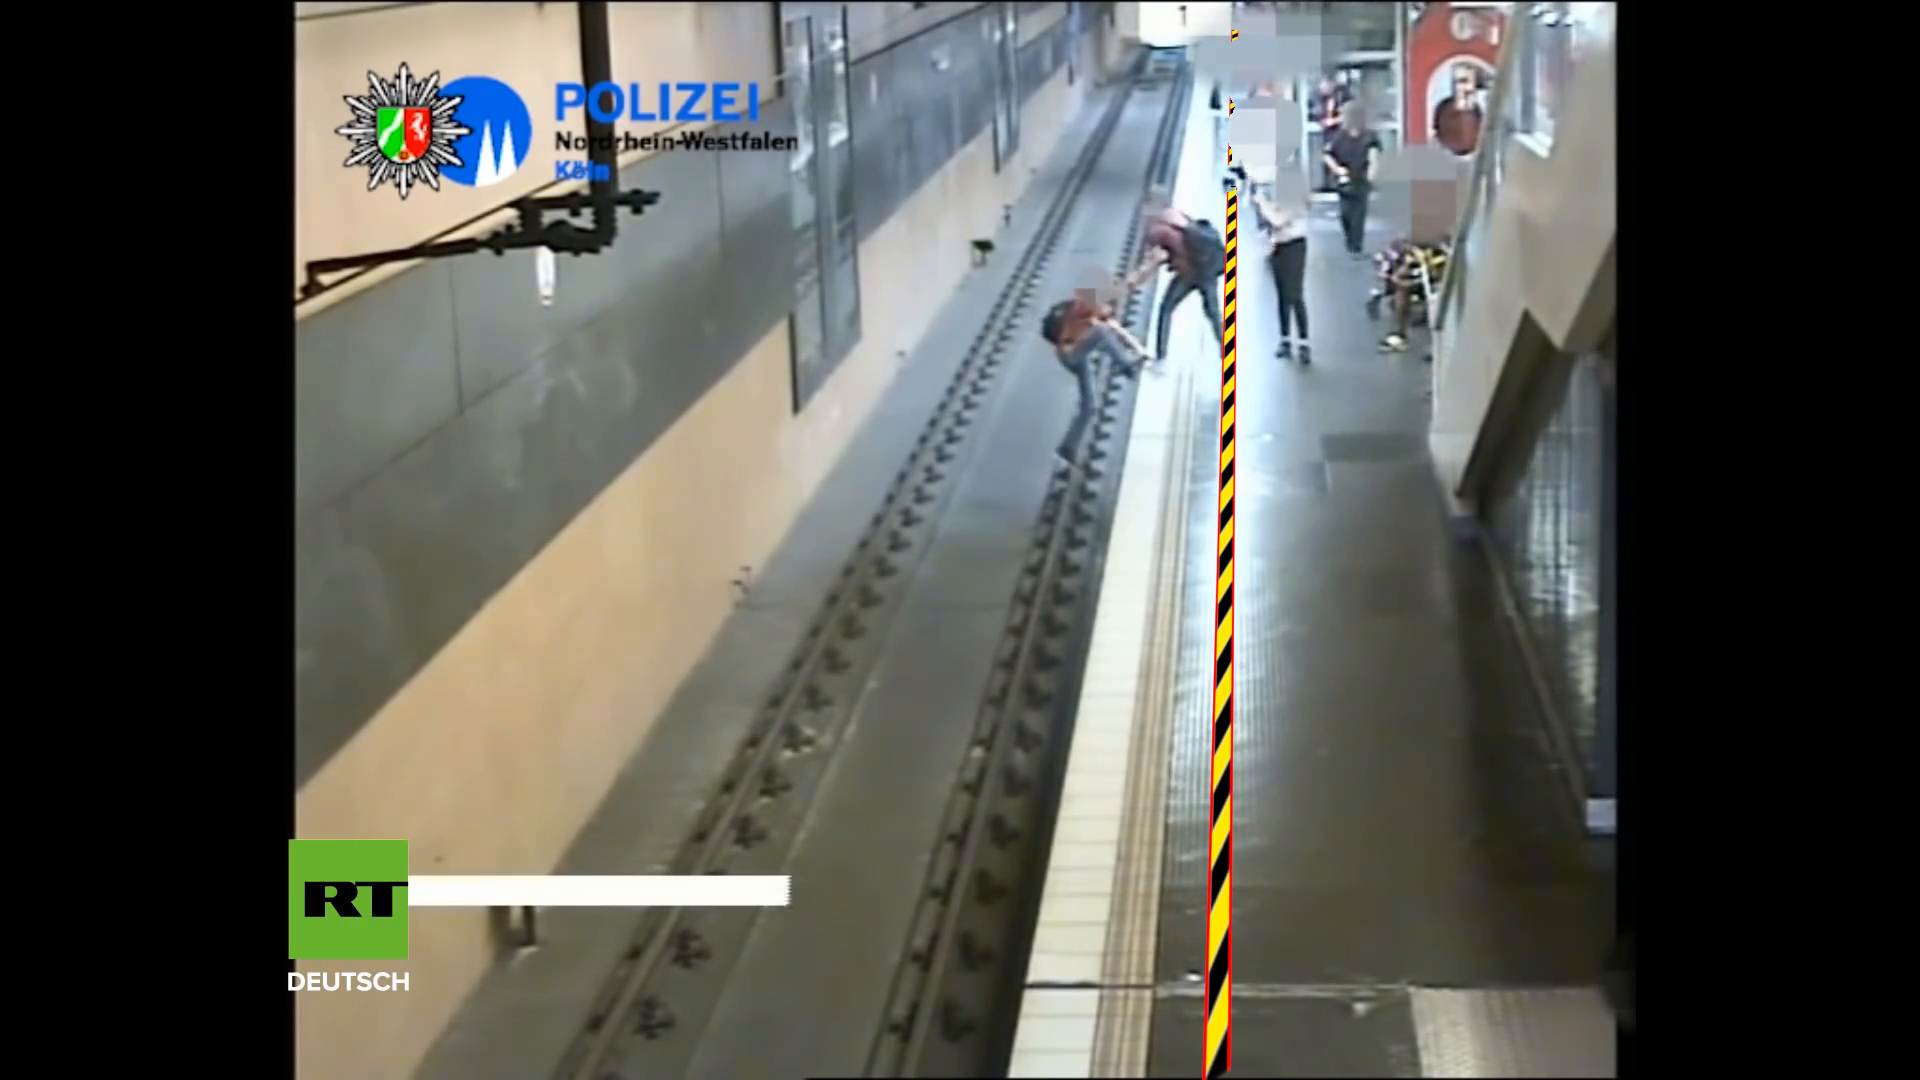 POLIZEI
Nordrhein-Westfalen
Köln
RT
DEUTSCH